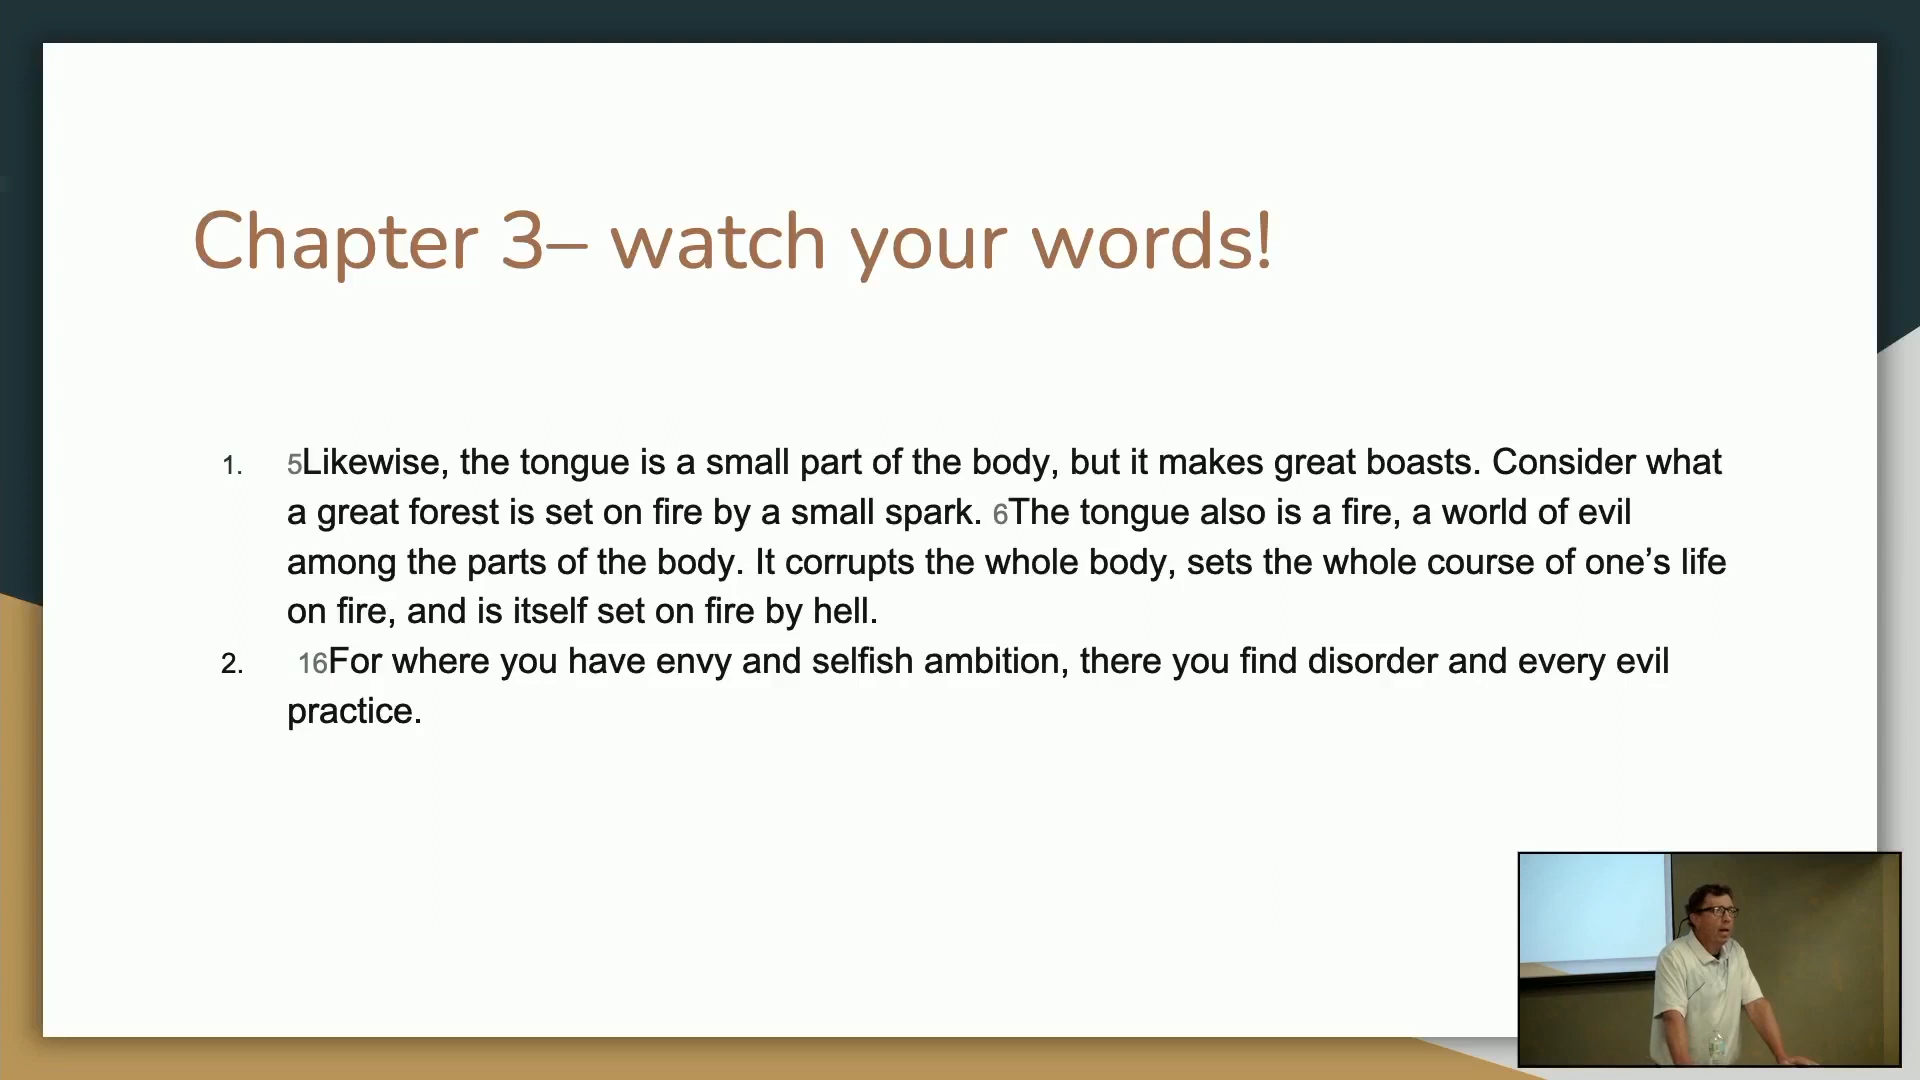 Chapter 3– watch your words!
1. 5Likewise, the tongue is a small part of the body, but it makes great boasts. Consider what
a great forest is set on fire by a small spark. 6The tongue also is a fire, a world of evil
among the parts of the body. It corrupts the whole body, sets the whole course of one’s life
on fire, and is itself set on fire by hell.
2. 16For where you have envy and selfish ambition, there you find disorder and every evil
practice.